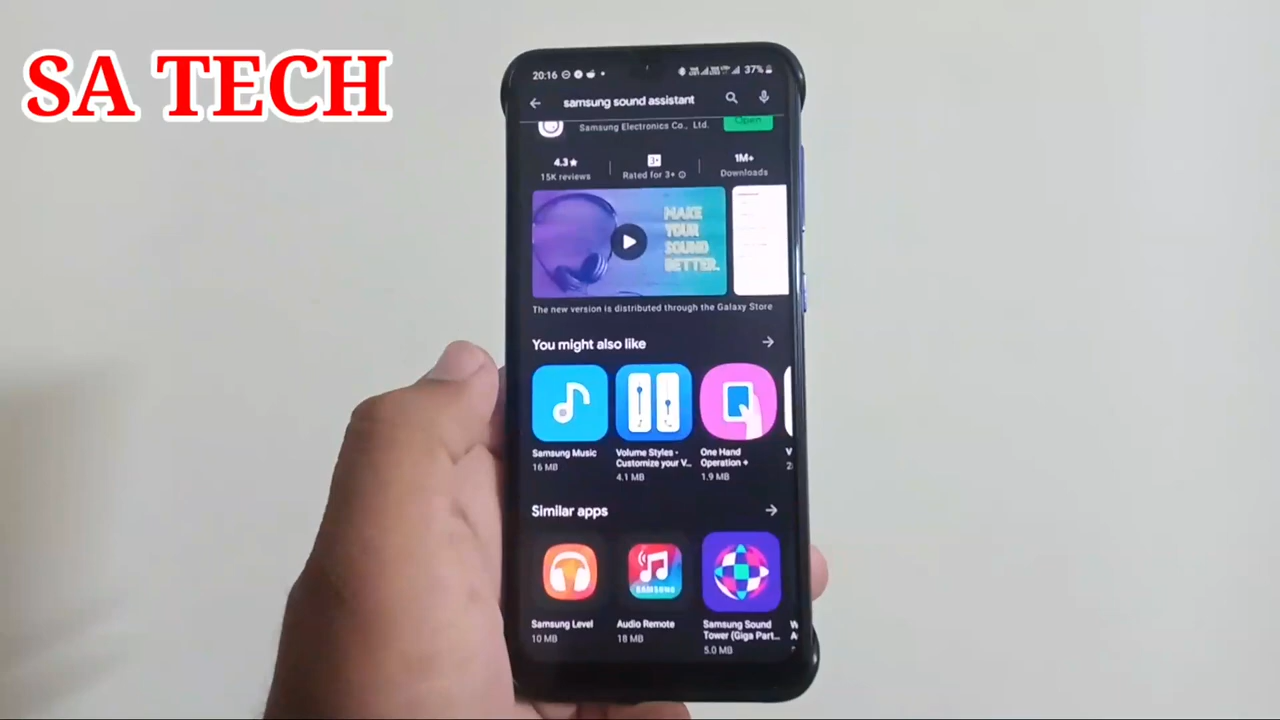 SA TECH
20:16
37%
samsung sound assistant
Samsung Electronics Co., Ltd.
Open
4.3★
15K reviews
3+
Rated for 3+
1M+
Downloads
MAKE
YOUR
SOUND
BETTER.
The new version is distributed through the Galaxy Store
You might also like
Samsung Music
16 MB
Volume Styles -
Customize your V...
4.1 MB
One Hand
Operation +
1.9 MB
V
Similar apps
Samsung Level
10 MB
SAMSUNG
Audio Remote
18 MB
Samsung Sound
Tower (Giga Part...
5.0 MB